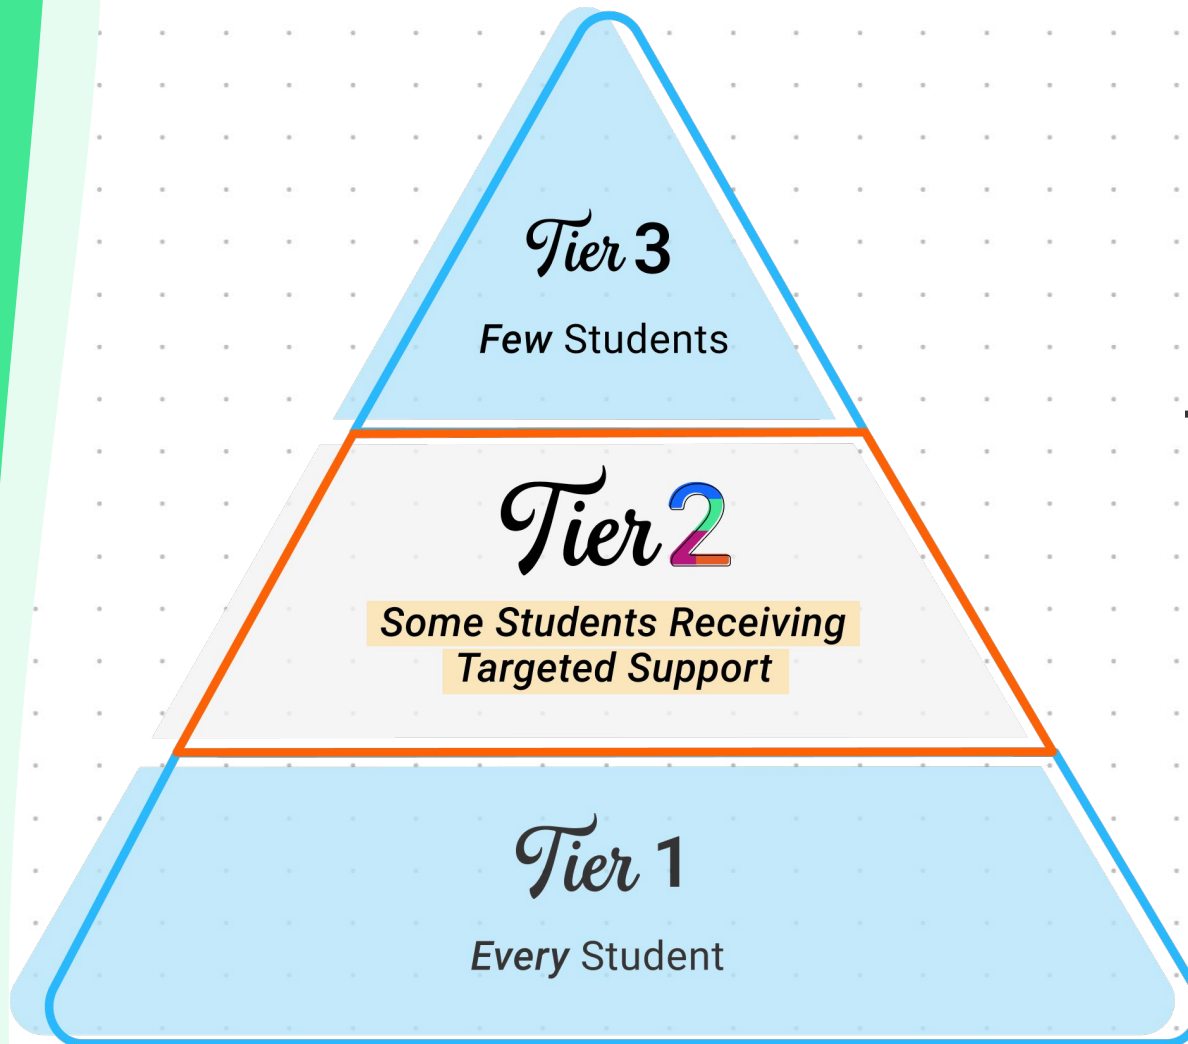 Tier 3
Few Students
Tier 2
Some Students Receiving
Targeted Support
Tier 1
Every Student